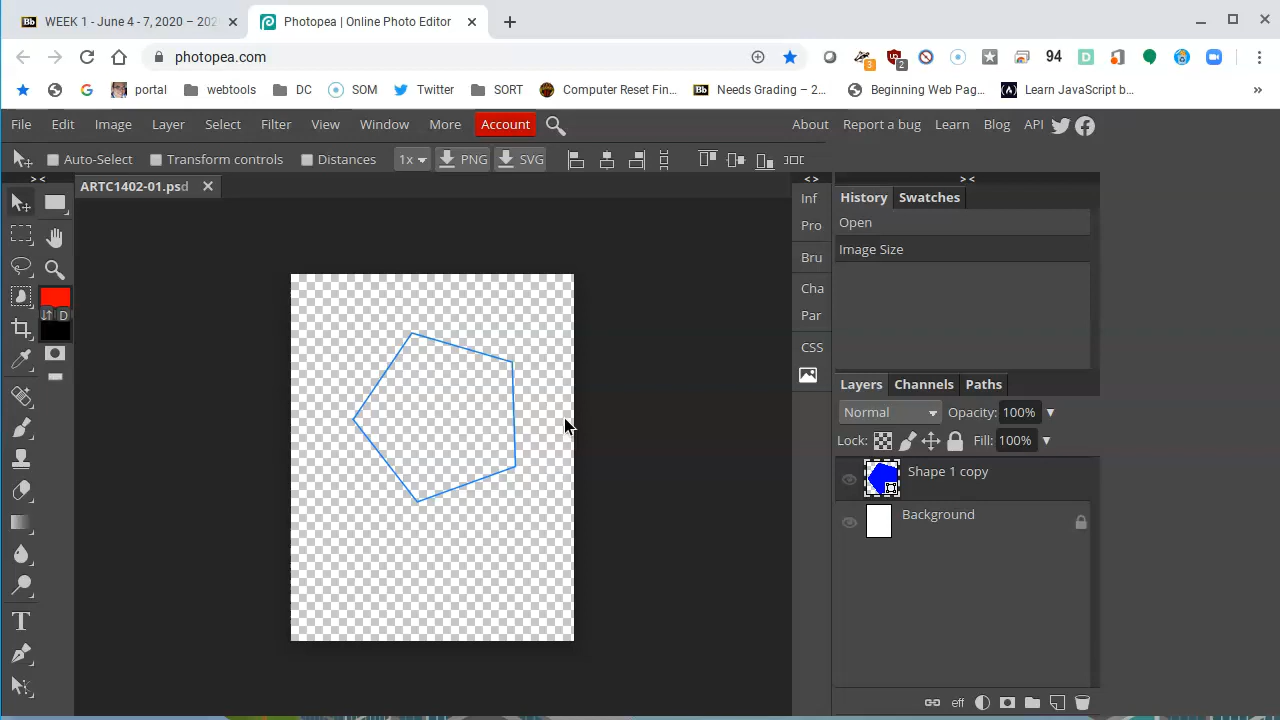 Bb WEEK 1 - June 4 - 7, 2020 – 202
Photopea | Online Photo Editor
photopea.com
3
2
94
D
portal
webtools
DC
SOM
Twitter
SORT
Computer Reset Fin...
Bb Needs Grading – 2...
Beginning Web Pag...
Learn JavaScript b...
»
File Edit Image Layer Select Filter View Window More Account
About Report a bug Learn Blog API
Auto-Select Transform controls Distances 1x PNG SVG
> <
ARTC1402-01.psd
< >
> <
Inf
Pro
Bru
Cha
Par
CSS
History Swatches
Open
Image Size
D
T
Layers Channels Paths
Normal Opacity: 100%
Lock: Fill: 100%
Shape 1 copy
Background
eff